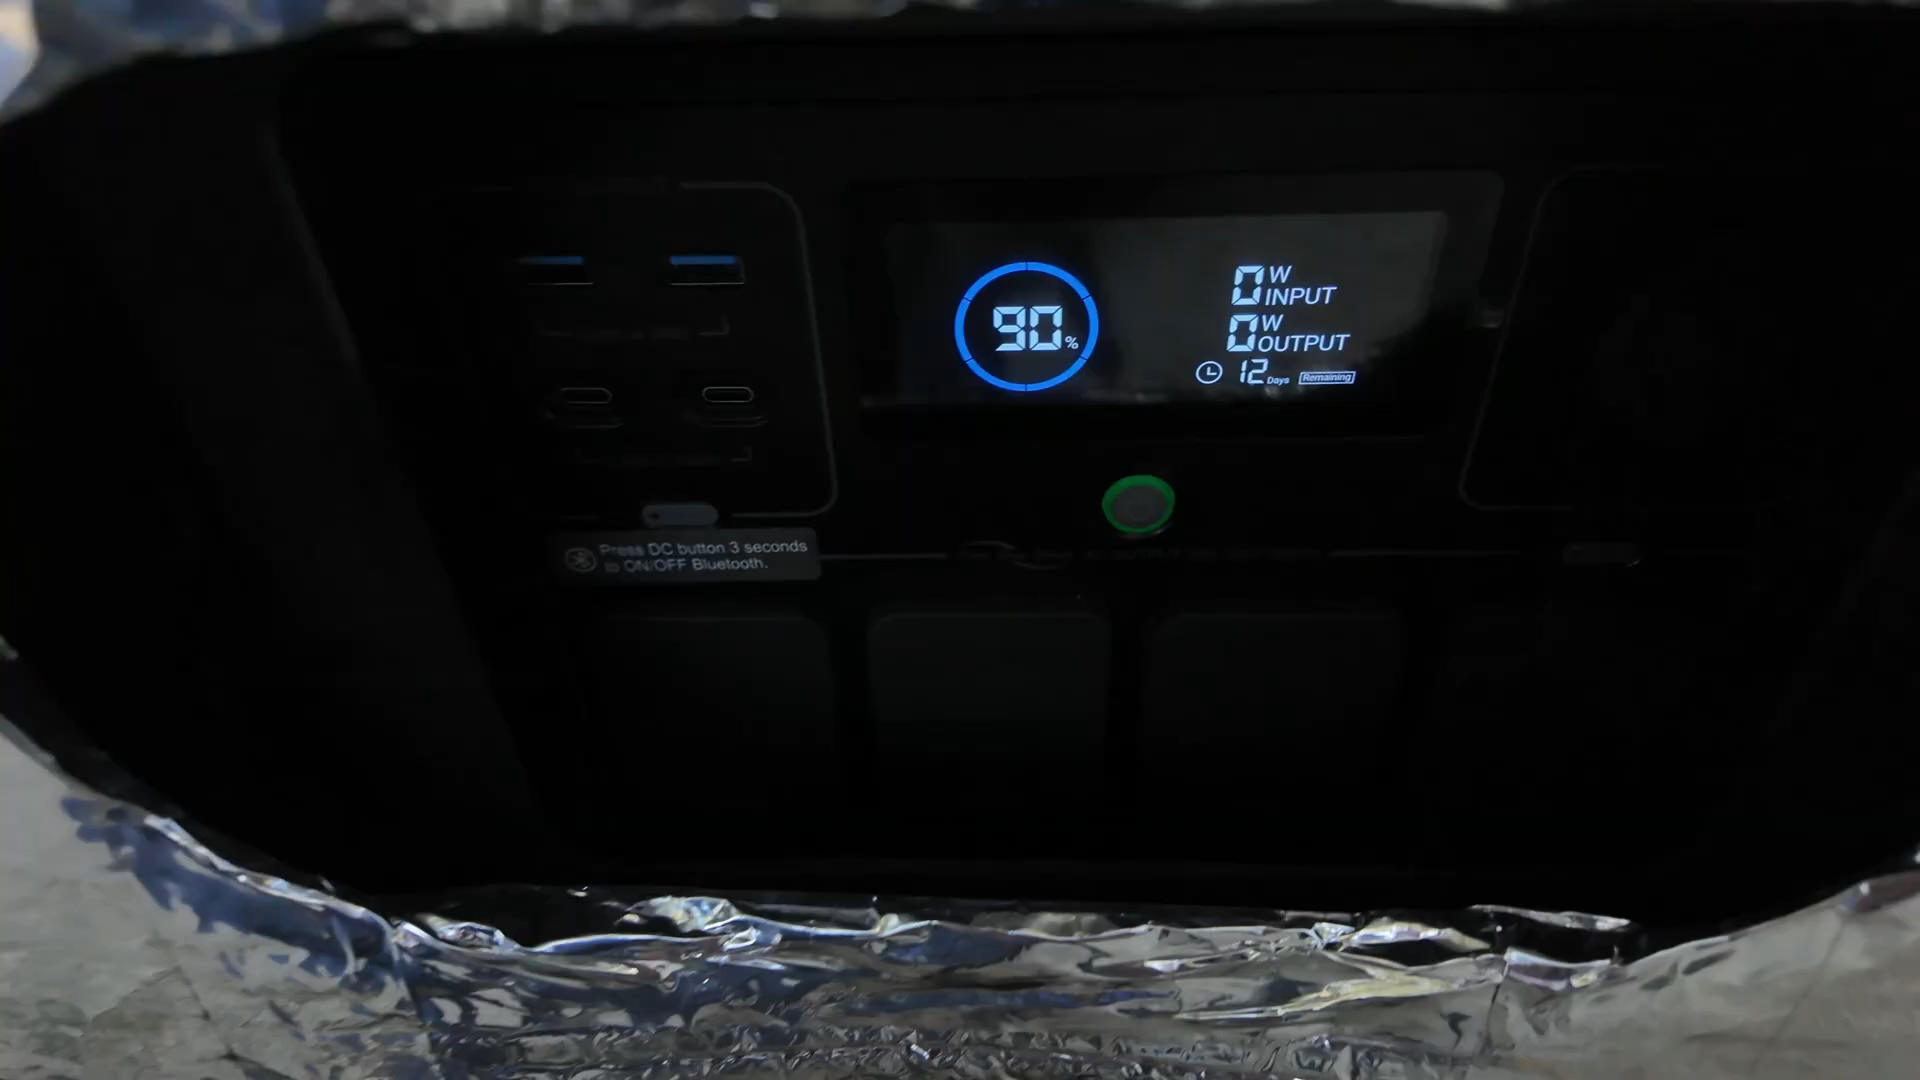 90%
0W
INPUT
0W
OUTPUT
12 Days Remaining
Press DC button 3 seconds
to ON/OFF Bluetooth.